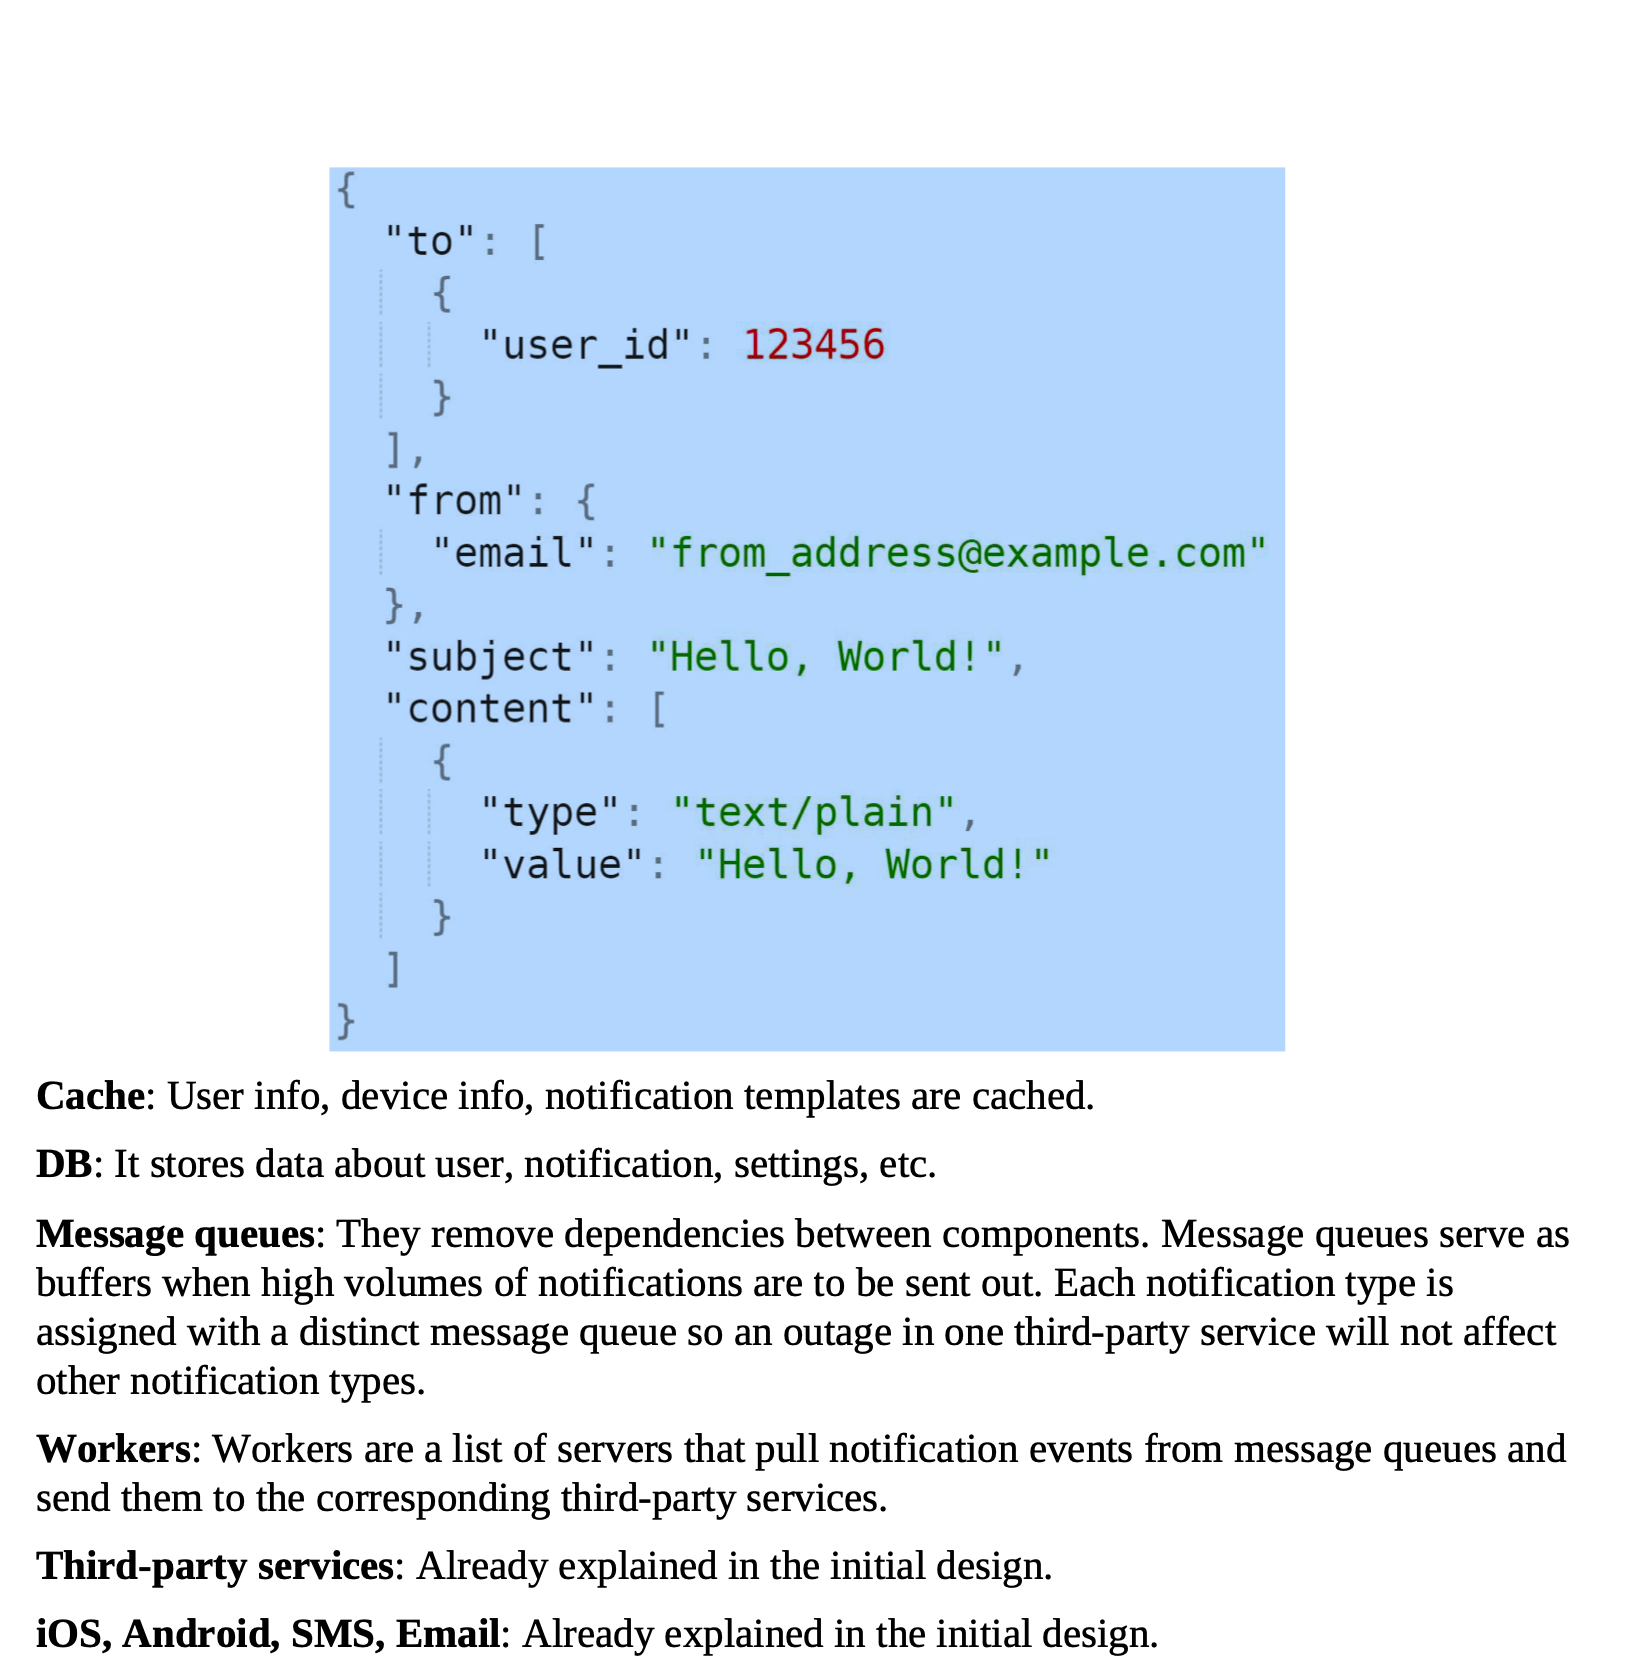 {
"to": [
{
"user_id": 123456
}
],
"from": {
"email": "from_address@example.com"
},
"subject": "Hello, World!",
"content": [
{
"type": "text/plain",
"value": "Hello, World!"
}
]
}
Cache: User info, device info, notification templates are cached.
DB: It stores data about user, notification, settings, etc.
Message queues: They remove dependencies between components. Message queues serve as
buffers when high volumes of notifications are to be sent out. Each notification type is
assigned with a distinct message queue so an outage in one third-party service will not affect
other notification types.
Workers: Workers are a list of servers that pull notification events from message queues and
send them to the corresponding third-party services.
Third-party services: Already explained in the initial design.
iOS, Android, SMS, Email: Already explained in the initial design.